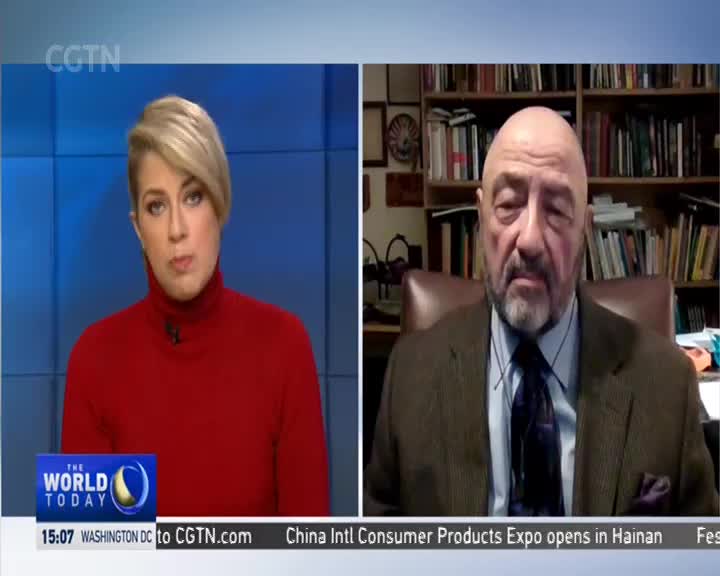 CGTN
THE
WORLD
TODAY
15:07 WASHINGTON DC to CGTN.com China Intl Consumer Products Expo opens in Hainan Fes